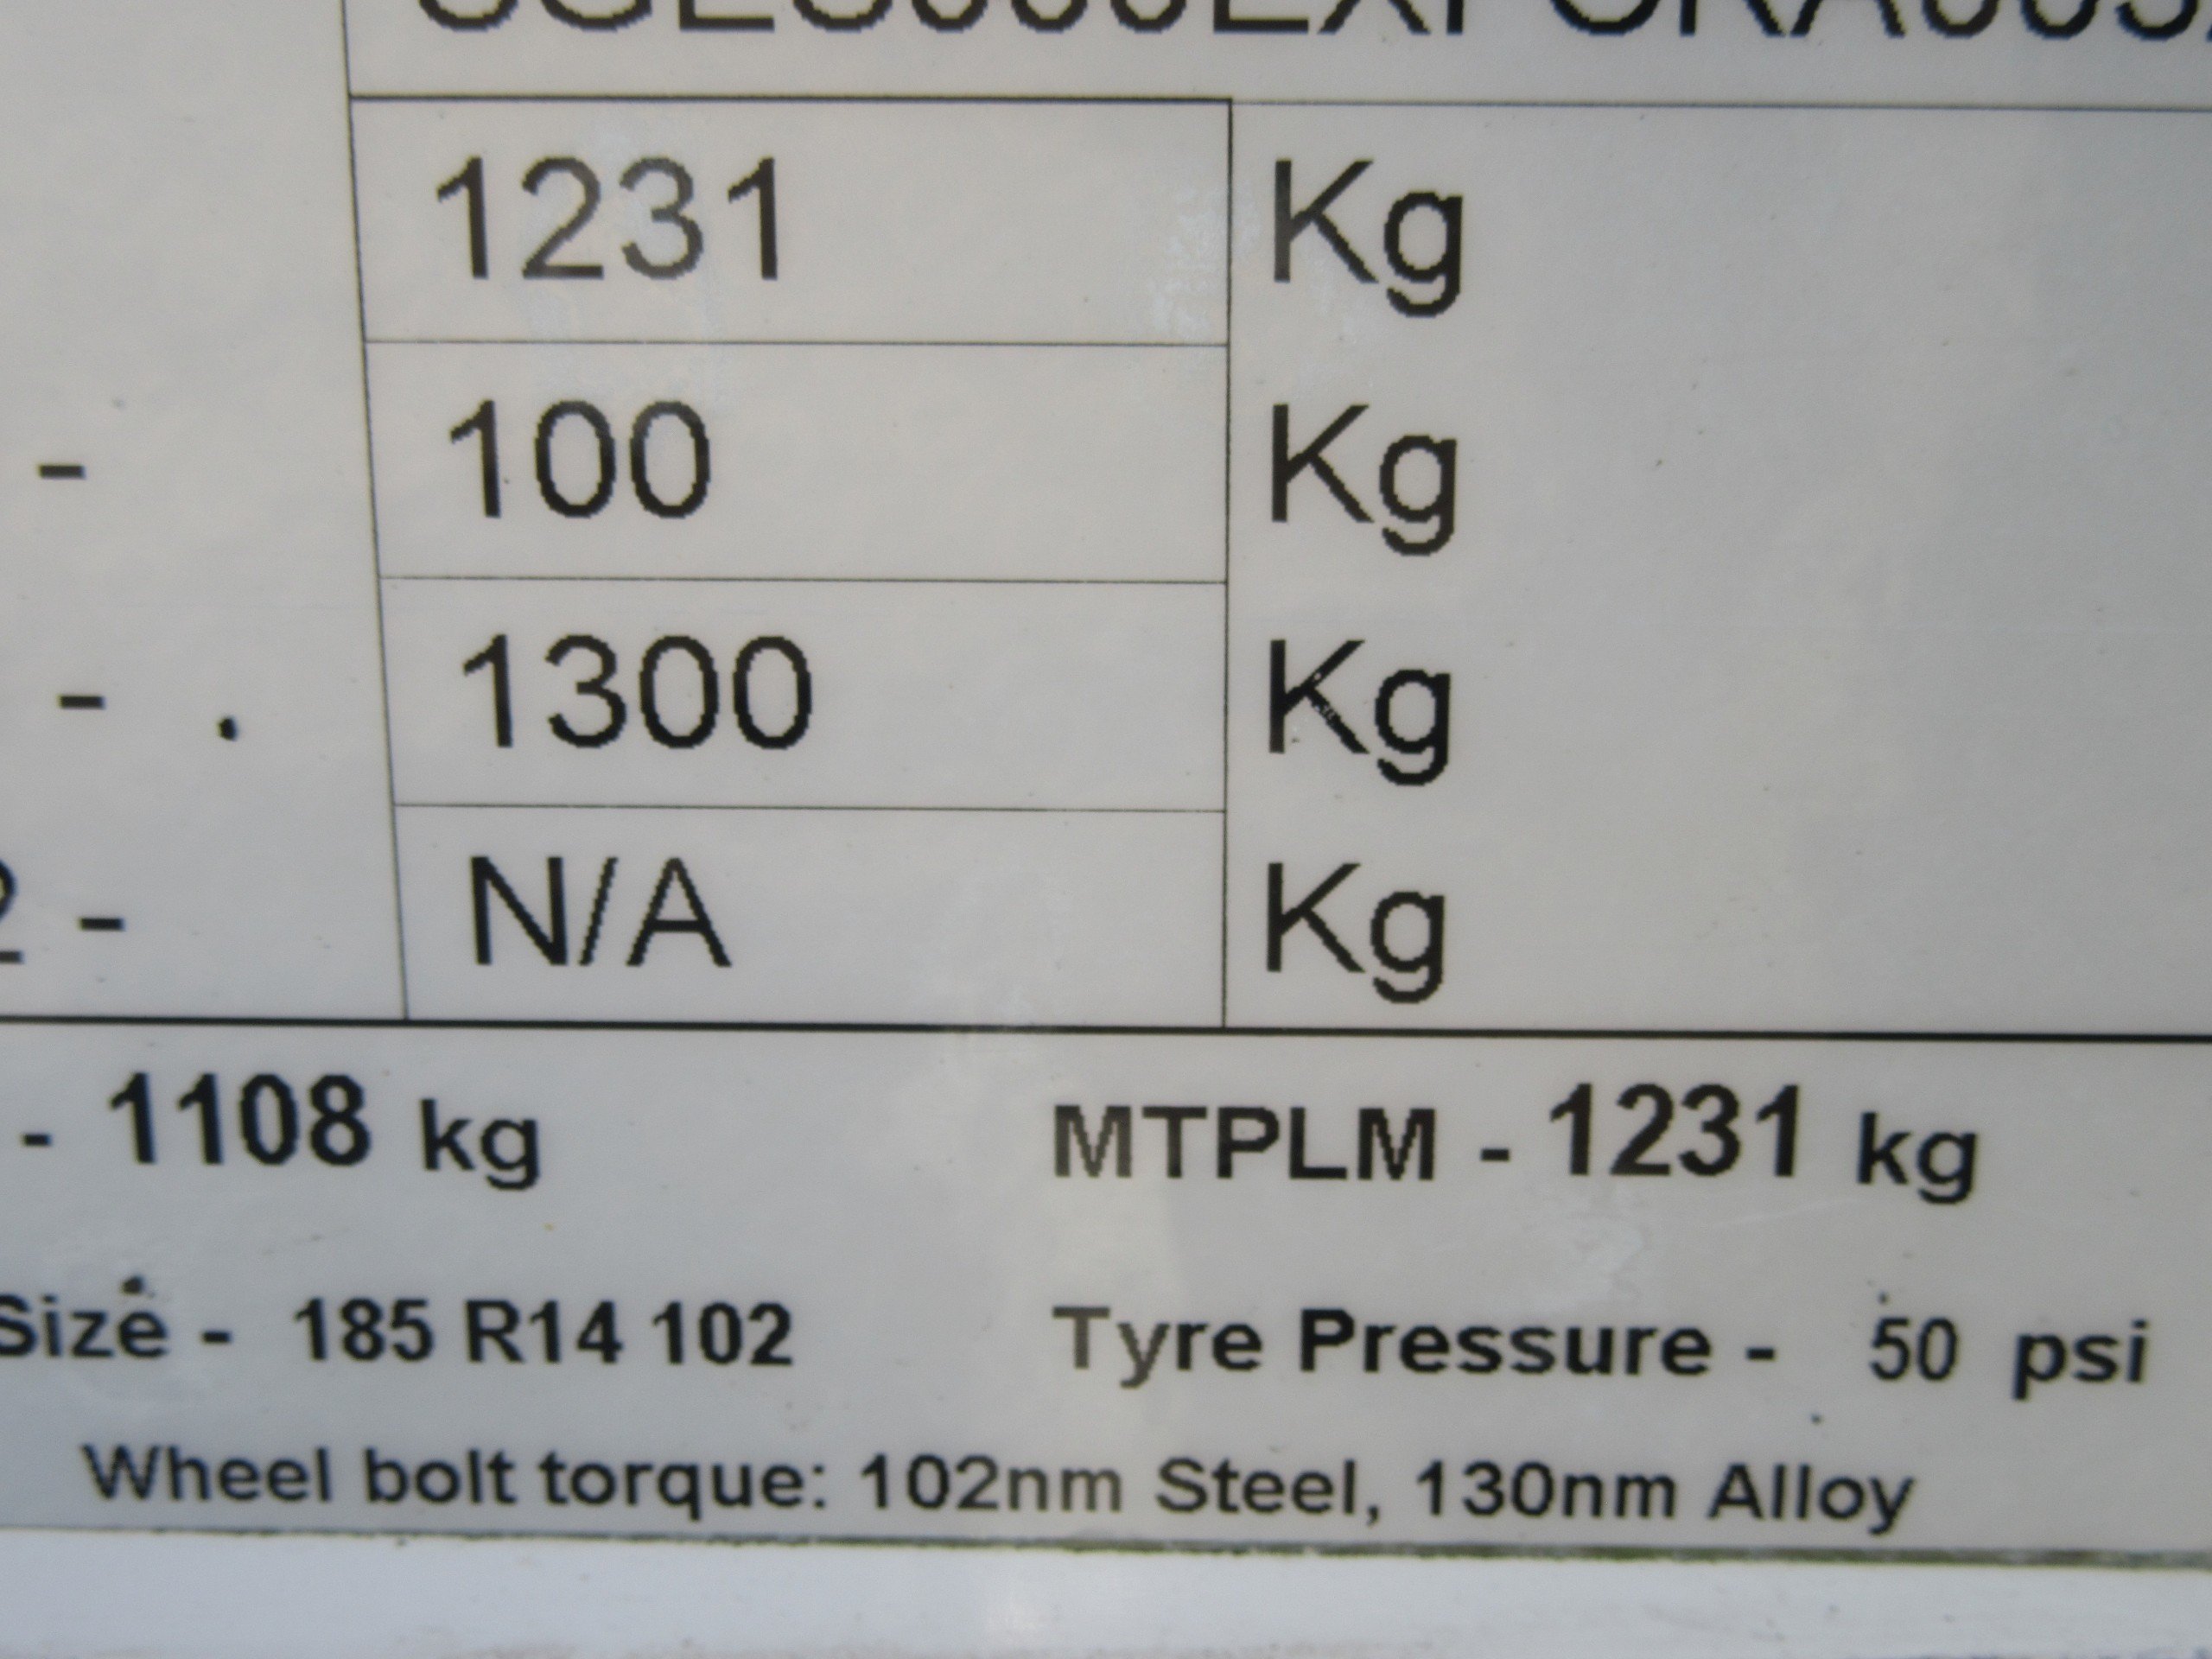 1231 Kg
- 100 Kg
- . 1300 Kg
2 - N/A Kg
- 1108 kg MTPLM - 1231 kg
Size - 185 R14 102 Tyre Pressure - 50 psi
Wheel bolt torque: 102nm Steel, 130nm Alloy